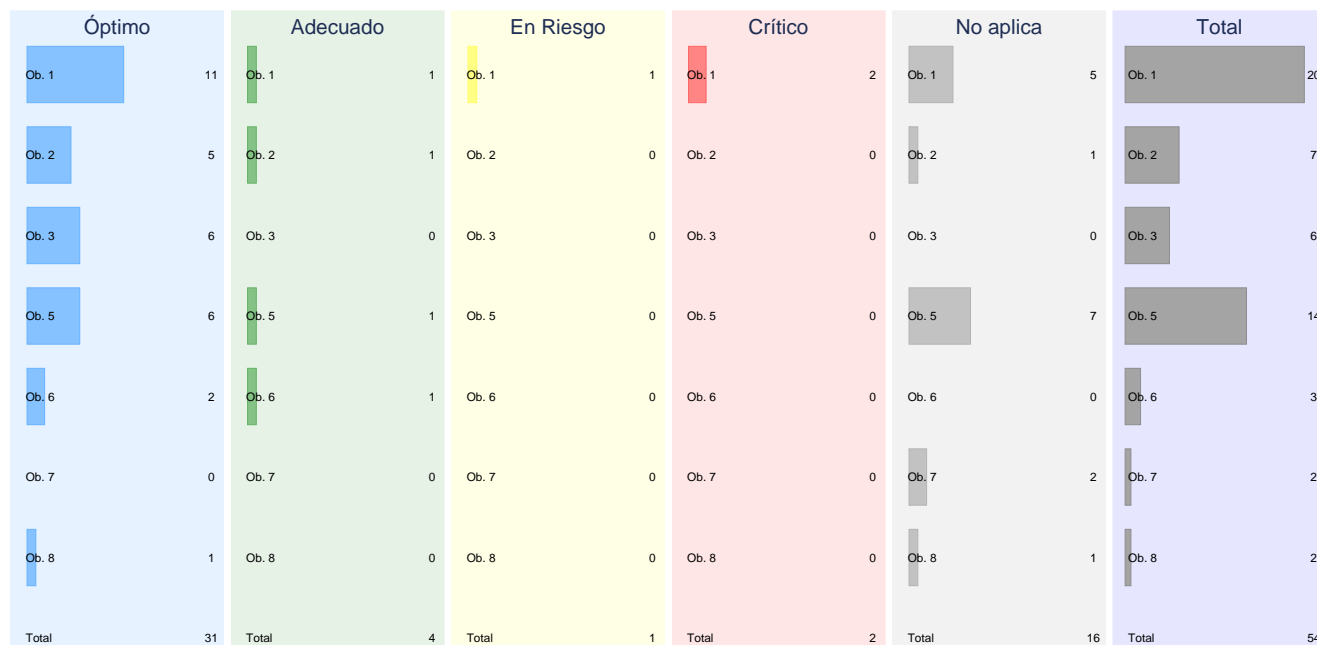 Óptimo Adecuado En Riesgo Crítico No aplica Total
Ob. 1 11 Ob. 1 1 Ob. 1 1 Ob. 1 2 Ob. 1 5 Ob. 1 20
Ob. 2 5 Ob. 2 1 Ob. 2 0 Ob. 2 0 Ob. 2 1 Ob. 2 7
Ob. 3 6 Ob. 3 0 Ob. 3 0 Ob. 3 0 Ob. 3 0 Ob. 3 6
Ob. 5 6 Ob. 5 1 Ob. 5 0 Ob. 5 0 Ob. 5 7 Ob. 5 14
Ob. 6 2 Ob. 6 1 Ob. 6 0 Ob. 6 0 Ob. 6 0 Ob. 6 3
Ob. 7 0 Ob. 7 0 Ob. 7 0 Ob. 7 0 Ob. 7 2 Ob. 7 2
Ob. 8 1 Ob. 8 0 Ob. 8 0 Ob. 8 0 Ob. 8 1 Ob. 8 2
Total 31 Total 4 Total 1 Total 2 Total 16 Total 54